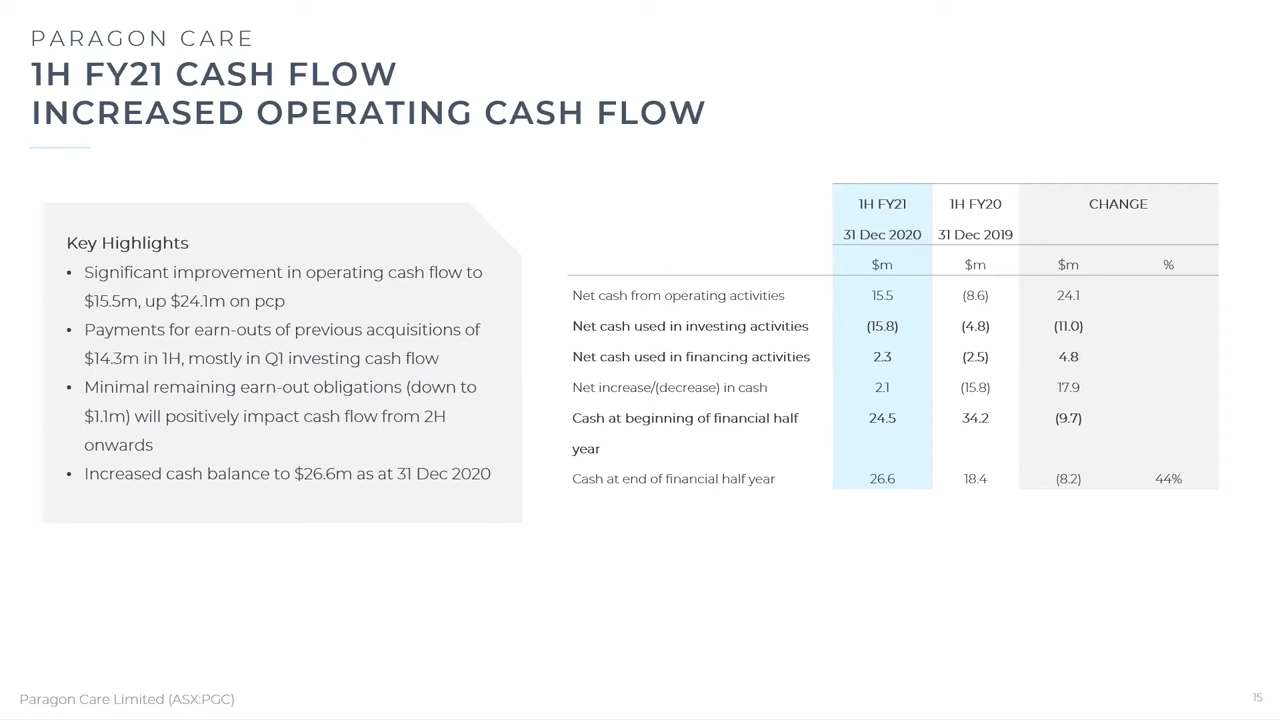 PARAGON CARE
1H FY21 CASH FLOW
INCREASED OPERATING CASH FLOW
Key Highlights
• Significant improvement in operating cash flow to
$15.5m, up $24.1m on pcp
• Payments for earn-outs of previous acquisitions of
$14.3m in 1H, mostly in Q1 investing cash flow
• Minimal remaining earn-out obligations (down to
$1.1m) will positively impact cash flow from 2H
onwards
• Increased cash balance to $26.6m as at 31 Dec 2020
1H FY21 1H FY20 CHANGE
31 Dec 2020 31 Dec 2019
$m $m $m %
Net cash from operating activities 15.5 (8.6) 24.1
Net cash used in investing activities (15.8) (4.8) (11.0)
Net cash used in financing activities 2.3 (2.5) 4.8
Net increase/(decrease) in cash 2.1 (15.8) 17.9
Cash at beginning of financial half 24.5 34.2 (9.7)
year
Cash at end of financial half year 26.6 18.4 (8.2) 44%
Paragon Care Limited (ASX:PGC)
15